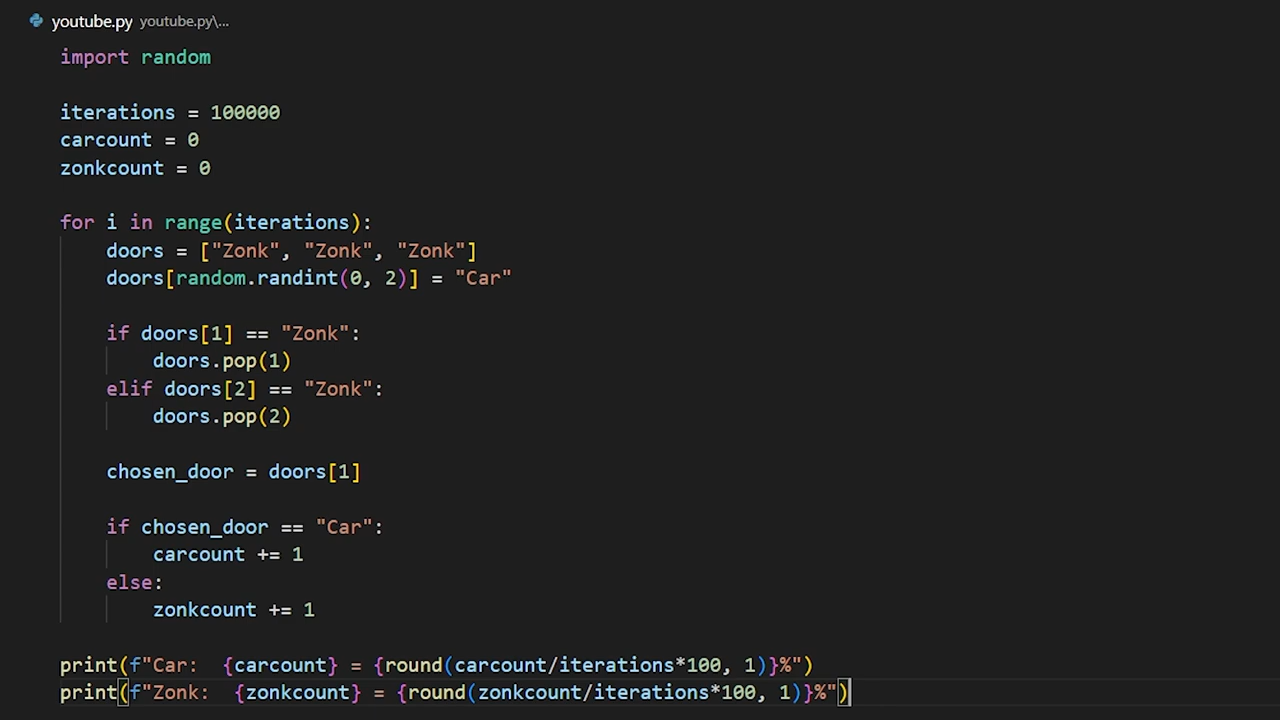 youtube.py youtube.py\...
import random
iterations = 100000
carcount = 0
zonkcount = 0
for i in range(iterations):
    doors = ["Zonk", "Zonk", "Zonk"]
    doors[random.randint(0, 2)] = "Car"
    if doors[1] == "Zonk":
        doors.pop(1)
    elif doors[2] == "Zonk":
        doors.pop(2)
    chosen_door = doors[1]
    if chosen_door == "Car":
        carcount += 1
    else:
        zonkcount += 1
print(f"Car:  {carcount} = {round(carcount/iterations*100, 1)}%")
print(f"Zonk:  {zonkcount} = {round(zonkcount/iterations*100, 1)}%")